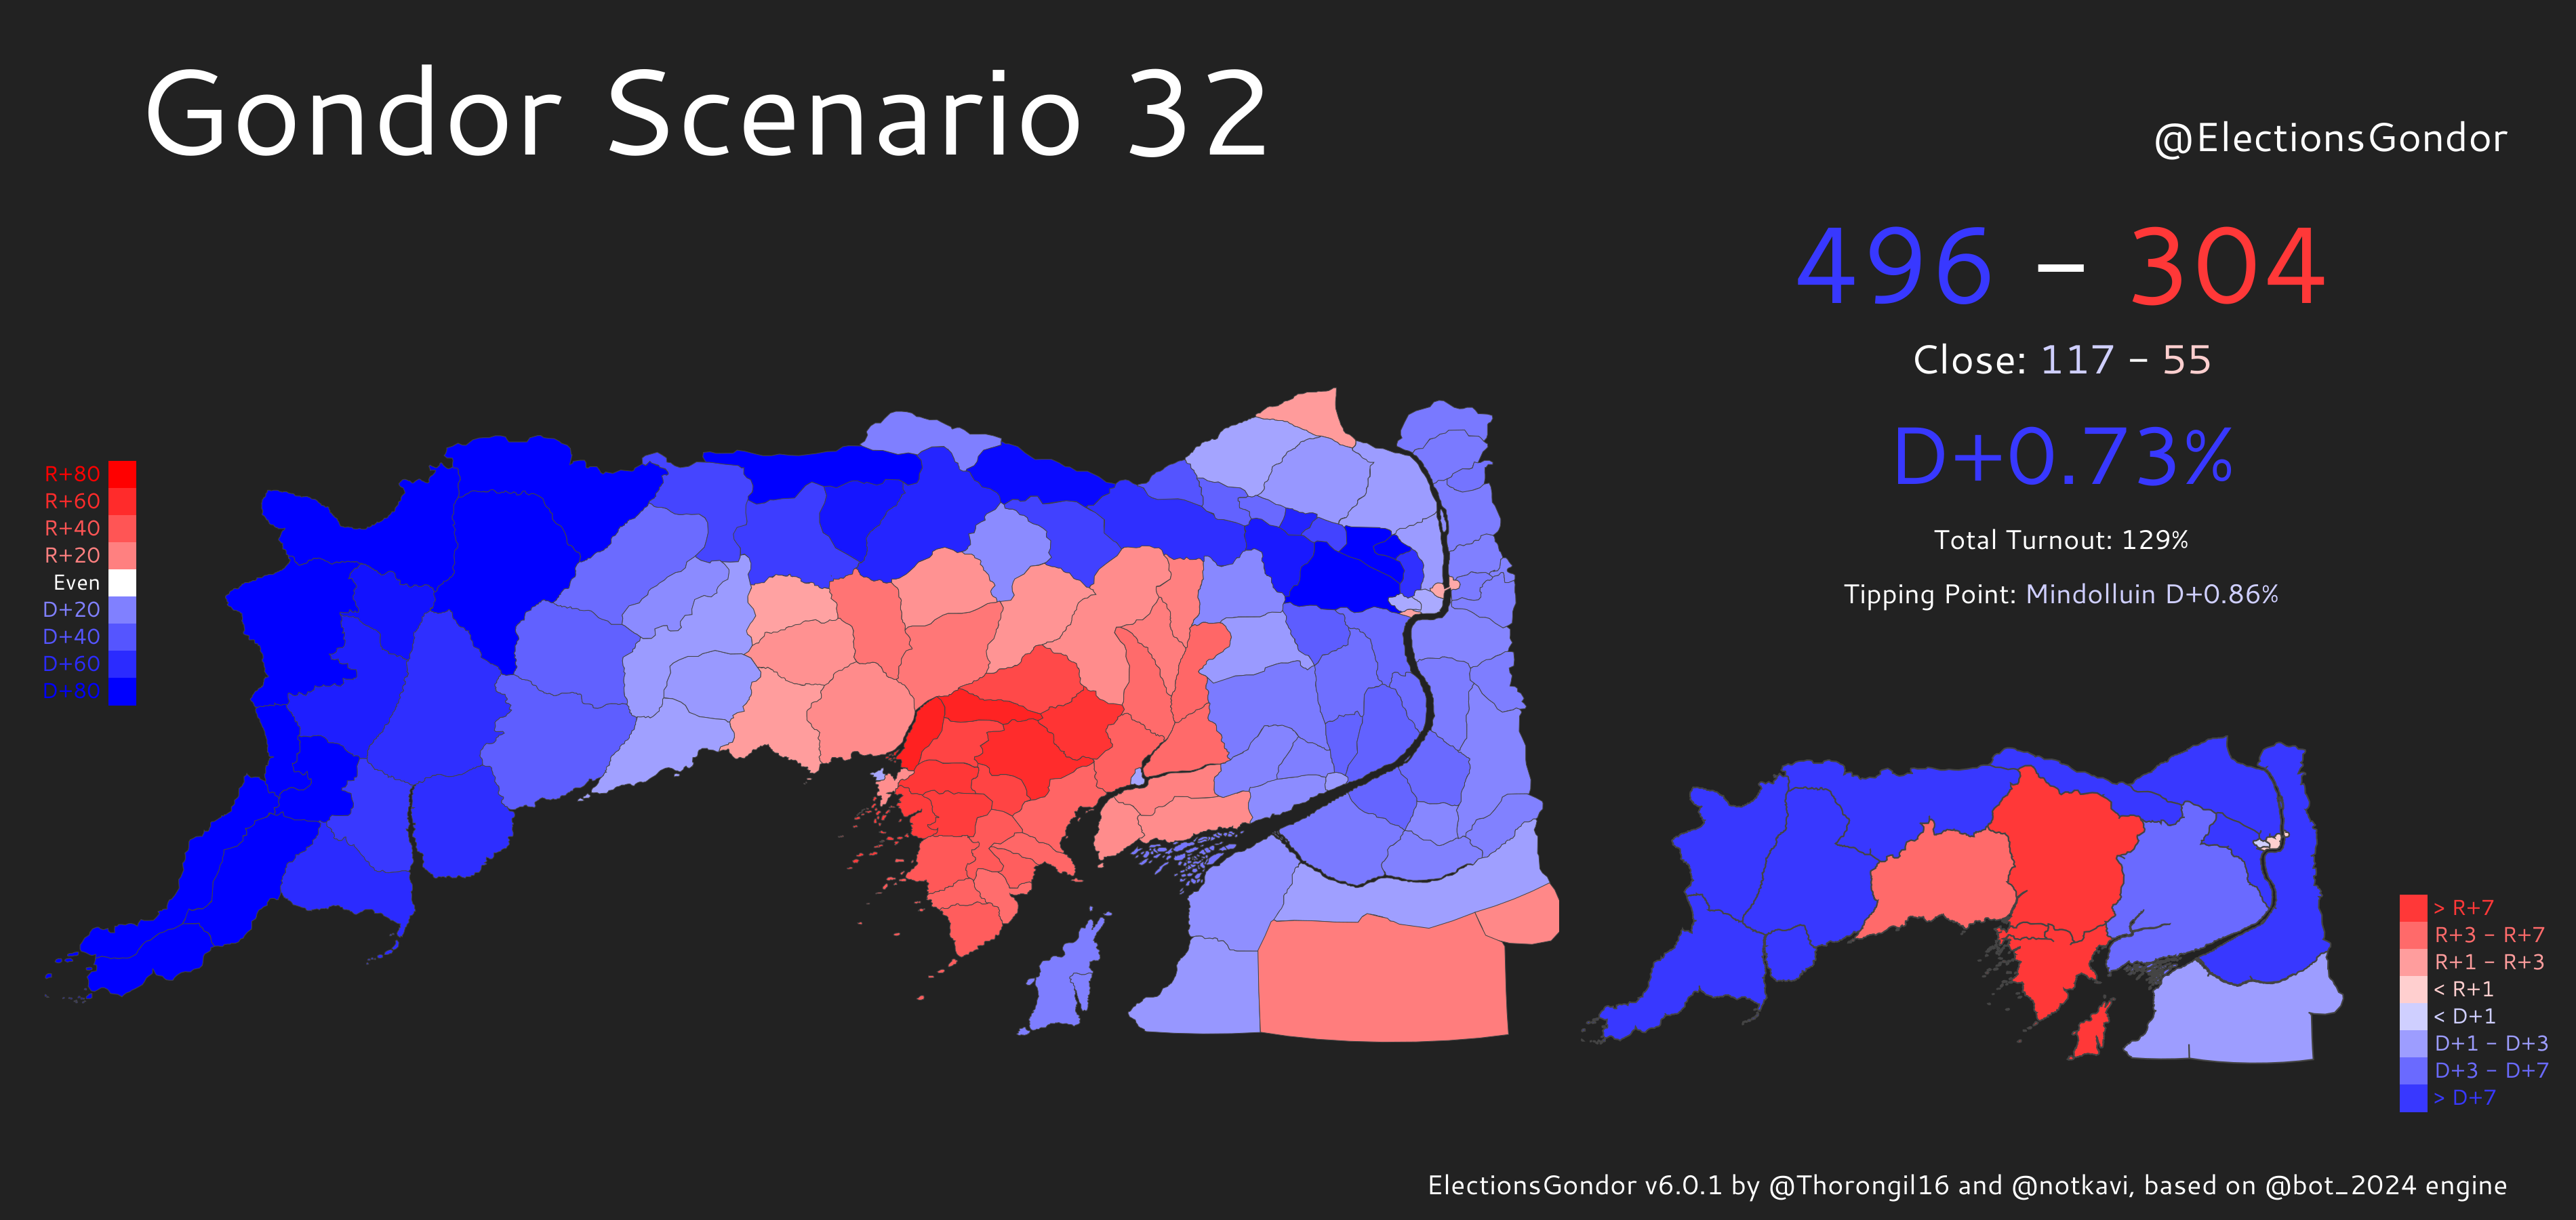 Gondor Scenario 32
@ElectionsGondor
496 – 304
Close: 117 - 55
D+0.73%
Total Turnout: 129%
Tipping Point: Mindolluin D+0.86%
R+80
R+60
R+40
R+20
Even
D+20
D+40
D+60
D+80
> R+7
R+3 - R+7
R+1 - R+3
< R+1
< D+1
D+1 - D+3
D+3 - D+7
> D+7
ElectionsGondor v6.0.1 by @Thorongil16 and @notkavi, based on @bot_2024 engine